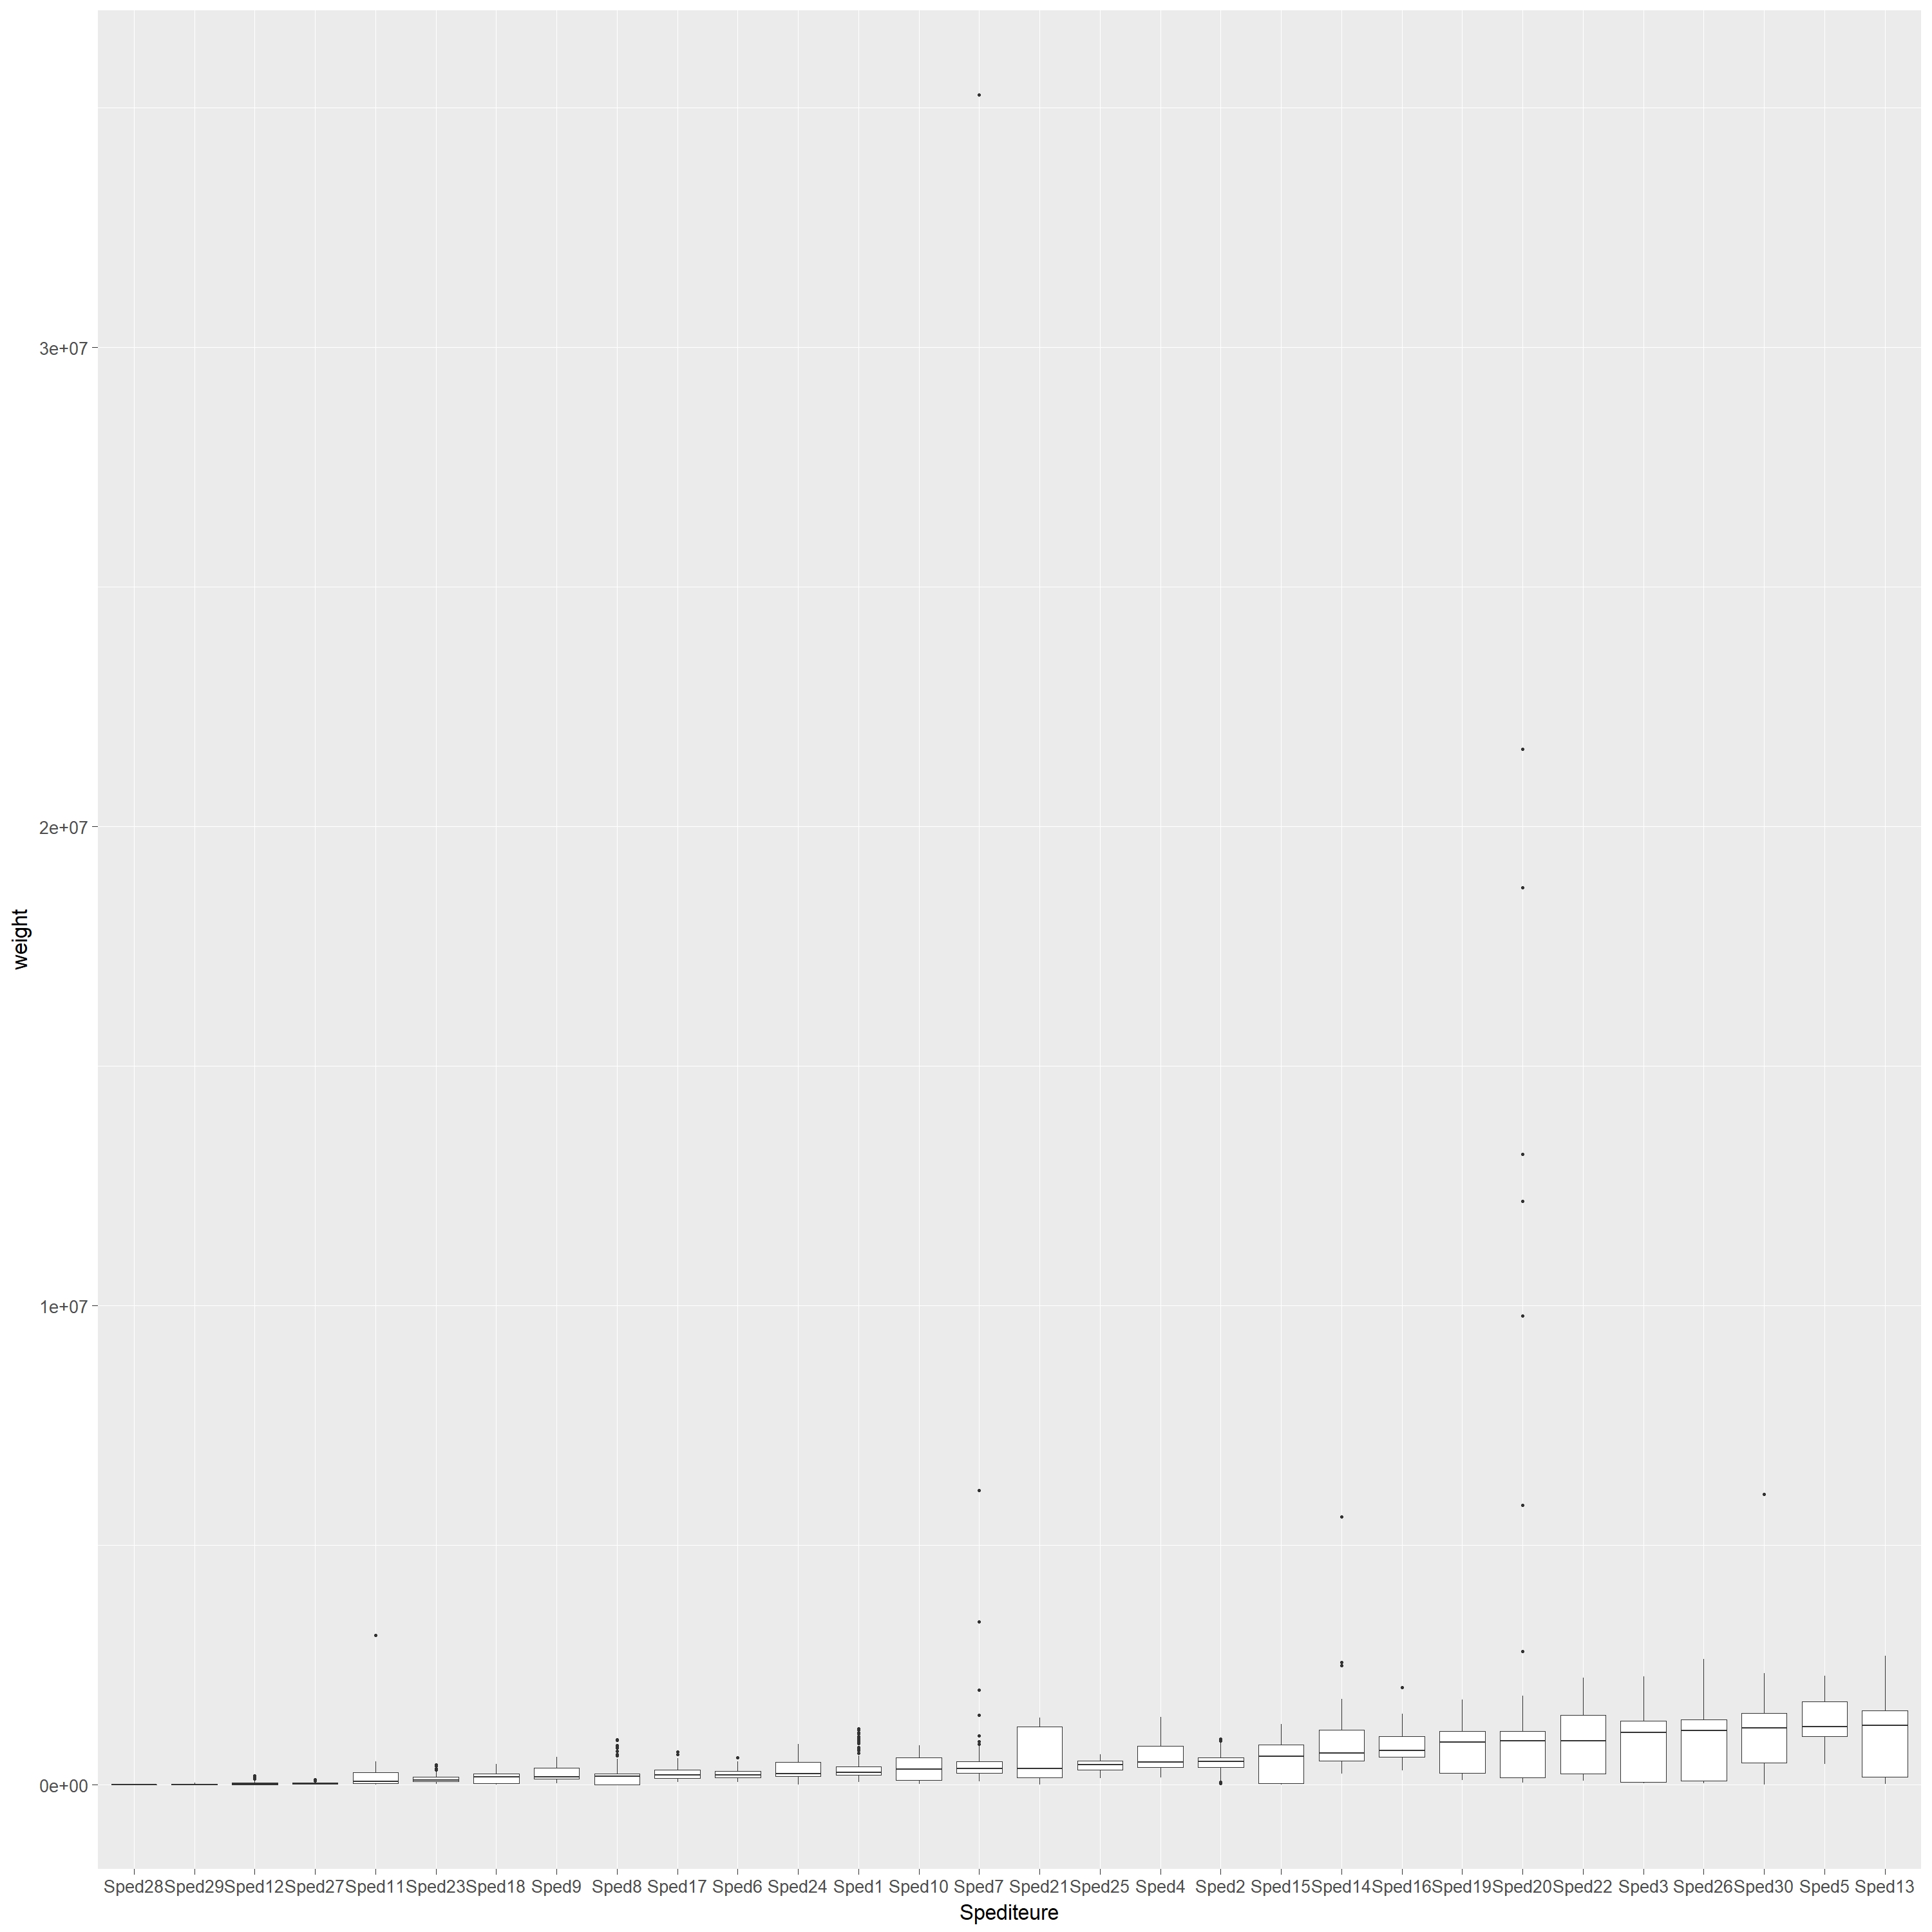 3e+07
2e+07
weight
1e+07
0e+00
Sped28 Sped29 Sped12 Sped27 Sped11 Sped23 Sped18 Sped9 Sped8 Sped17 Sped6 Sped24 Sped1 Sped10 Sped7 Sped21 Sped25 Sped4 Sped2 Sped15 Sped14 Sped16 Sped19 Sped20 Sped22 Sped3 Sped26 Sped30 Sped5 Sped13
Spediteure